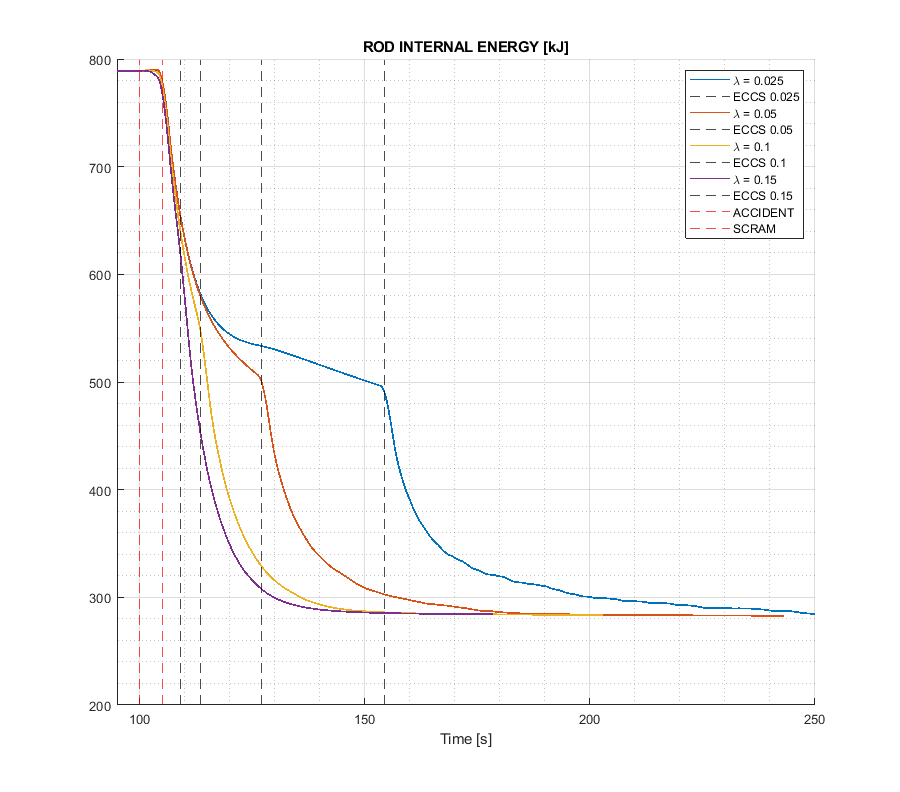 ROD INTERNAL ENERGY [kJ]
800
700
600
500
400
300
200
λ = 0.025
ECCS 0.025
λ = 0.05
ECCS 0.05
λ = 0.1
ECCS 0.1
λ = 0.15
ECCS 0.15
ACCIDENT
SCRAM
100 150 200 250
Time [s]